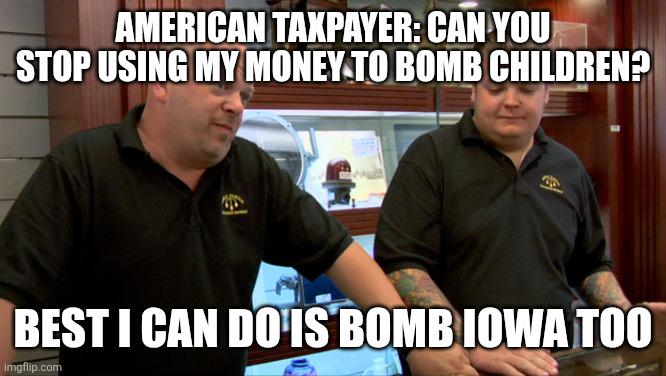 AMERICAN TAXPAYER: CAN YOU
STOP USING MY MONEY TO BOMB CHILDREN?
BEST I CAN DO IS BOMB IOWA TOO
imgflip.com